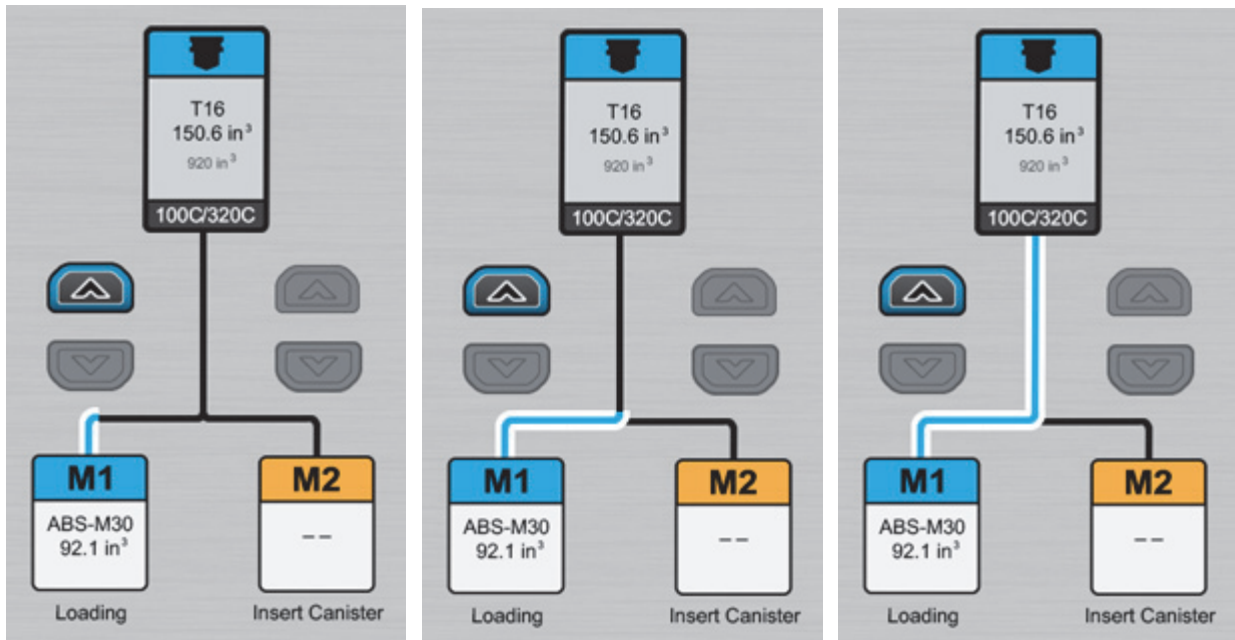 T16
150.6 in³
920 in³
100C/320C
M1
ABS-M30
92.1 in³
Loading
M2
--
Insert Canister
T16
150.6 in³
920 in³
100C/320C
M1
ABS-M30
92.1 in³
Loading
M2
--
Insert Canister
T16
150.6 in³
920 in³
100C/320C
M1
ABS-M30
92.1 in³
Loading
M2
--
Insert Canister